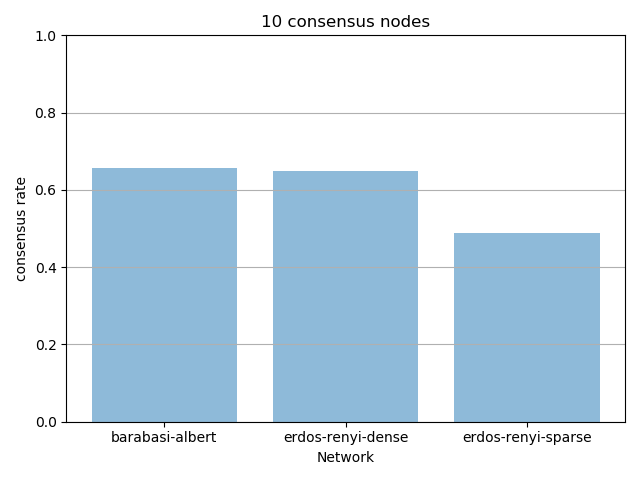 10 consensus nodes
1.0
0.8
0.6
0.4
0.2
0.0
consensus rate
barabasi-albert
erdos-renyi-dense
erdos-renyi-sparse
Network